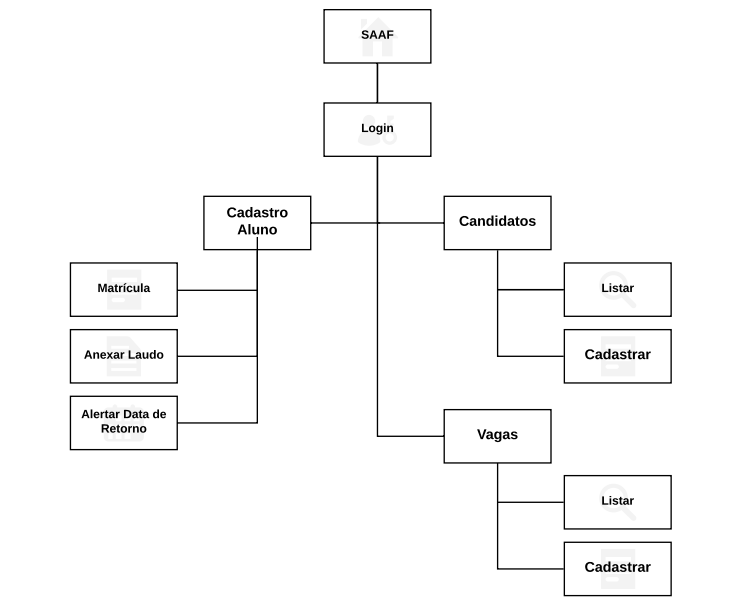 SAAF
Login
Cadastro
Aluno
Candidatos
Matrícula
Listar
Anexar Laudo
Cadastrar
Alertar Data de
Retorno
Vagas
Listar
Cadastrar